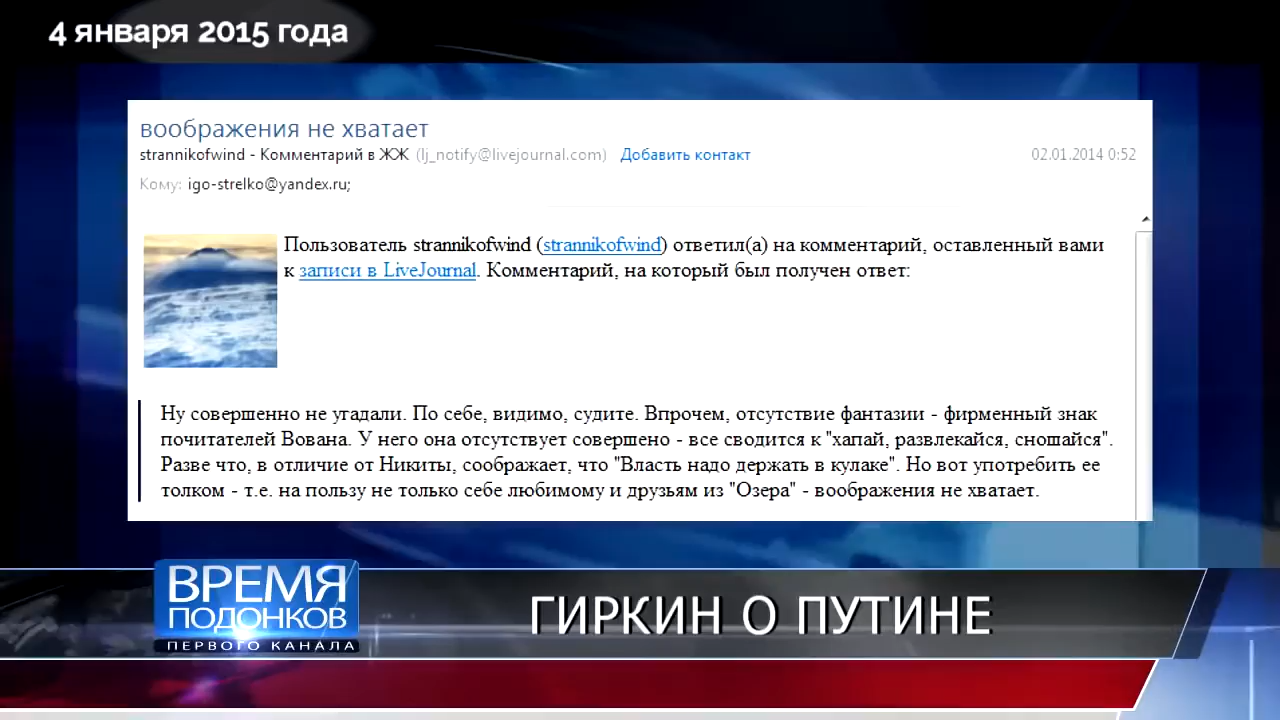 4 января 2015 года
воображения не хватает
strannikofwind - Комментарий в ЖЖ (lj_notify@livejournal.com) Добавить контакт 02.01.2014 0:52
Кому: igo-strelko@yandex.ru;
Пользователь strannikofwind (strannikofwind) ответил(а) на комментарий, оставленный вами
к записи в LiveJournal. Комментарий, на который был получен ответ:
Ну совершенно не угадали. По себе, видимо, судите. Впрочем, отсутствие фантазии - фирменный знак
почитателей Вована. У него она отсутствует совершено - все сводится к "хапай, развлекайся, сношайся".
Разве что, в отличие от Никиты, соображает, что "Власть надо держать в кулаке". Но вот употребить ее
толком - т.е. на пользу не только себе любимому и друзьям из "Озера" - воображения не хватает.
ВРЕМЯ
ПОДОНКОВ
ПЕРВОГО КАНАЛА
ГИРКИН О ПУТИНЕ